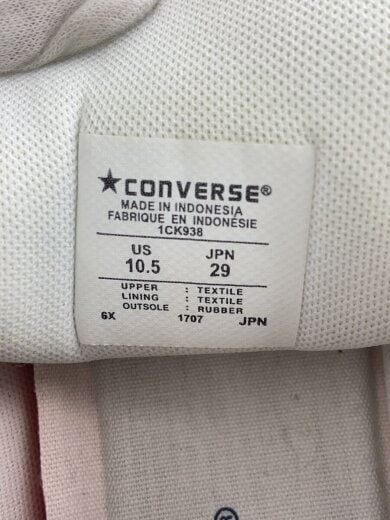 ★CONVERSE®
MADE IN INDONESIA
FABRIQUE EN INDONÉSIE
1CK938
US JPN
10.5 29
UPPER : TEXTILE
LINING : TEXTILE
OUTSOLE : RUBBER
6X 1707 JPN
®